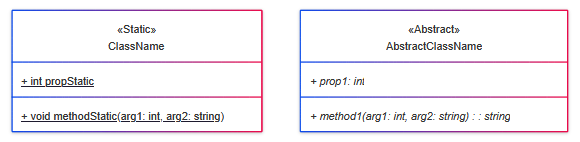 «Static»
ClassName
+ int propStatic
+ void methodStatic(arg1: int, arg2: string)
«Abstract»
AbstractClassName
+ prop1: int
+ method1(arg1: int, arg2: string) : : string